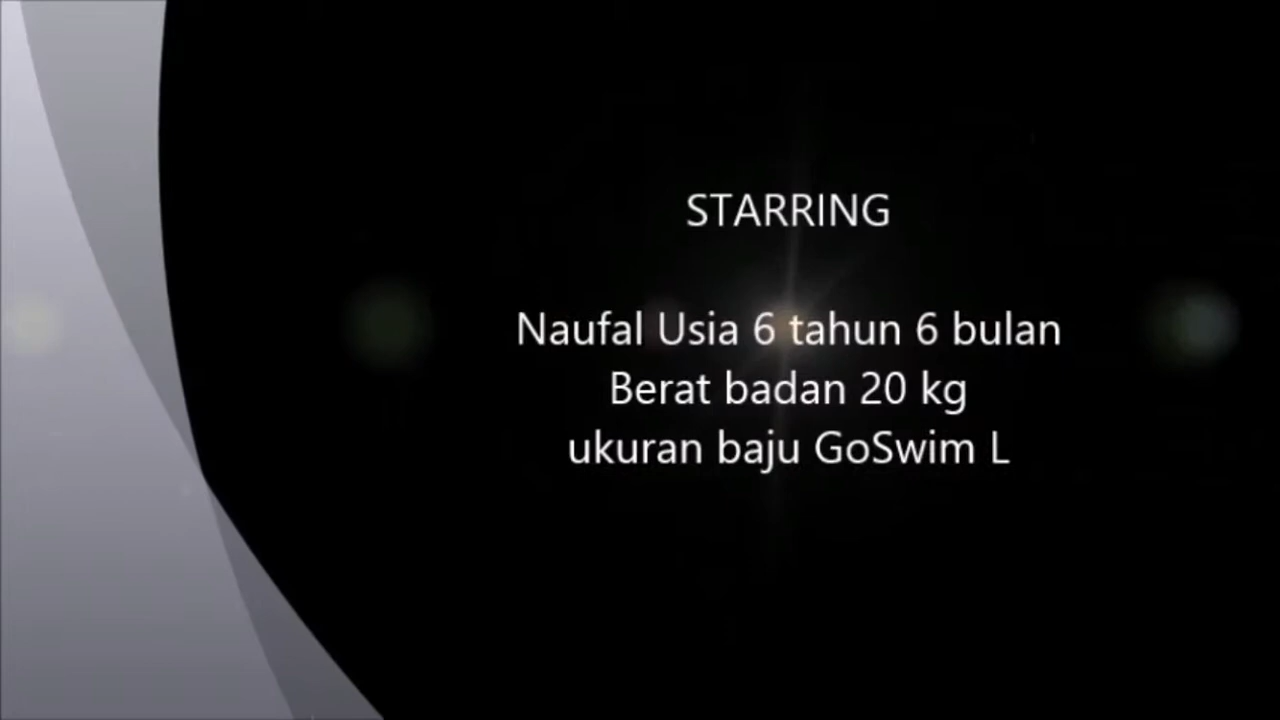 STARRING
Naufal Usia 6 tahun 6 bulan
Berat badan 20 kg
ukuran baju GoSwim L